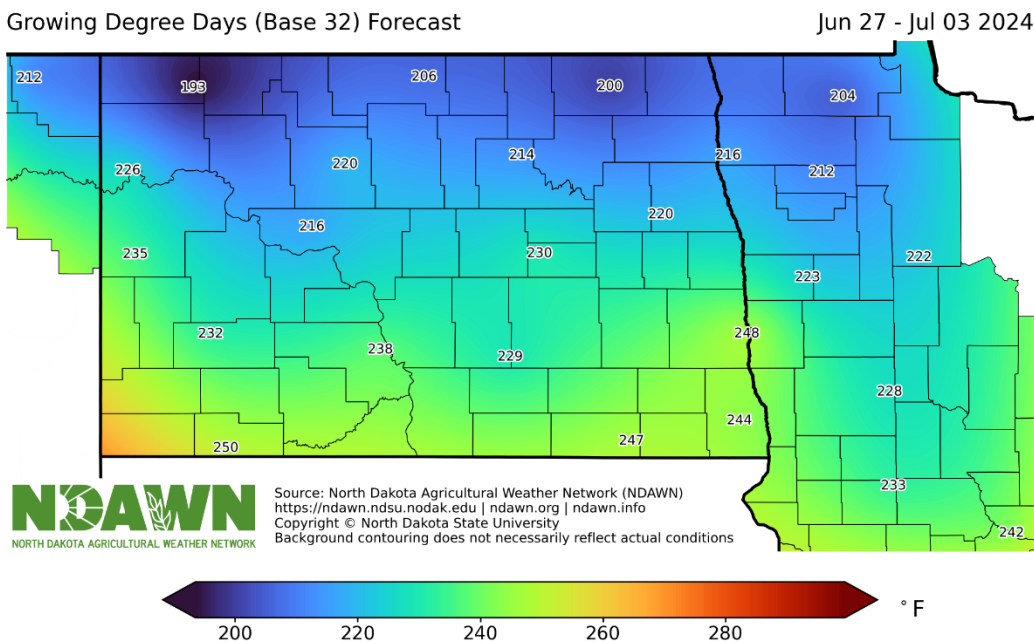 Growing Degree Days (Base 32) Forecast
Jun 27 - Jul 03 2024
212
193
206
200
204
226
220
214
216
212
216
220
235
230
222
223
232
238
229
248
228
250
247
244
233
242
NDAWN
NORTH DAKOTA AGRICULTURAL WEATHER NETWORK
Source: North Dakota Agricultural Weather Network (NDAWN)
https://ndawn.ndsu.nodak.edu | ndawn.org | ndawn.info
Copyright © North Dakota State University
Background contouring does not necessarily reflect actual conditions
°F
200 220 240 260 280